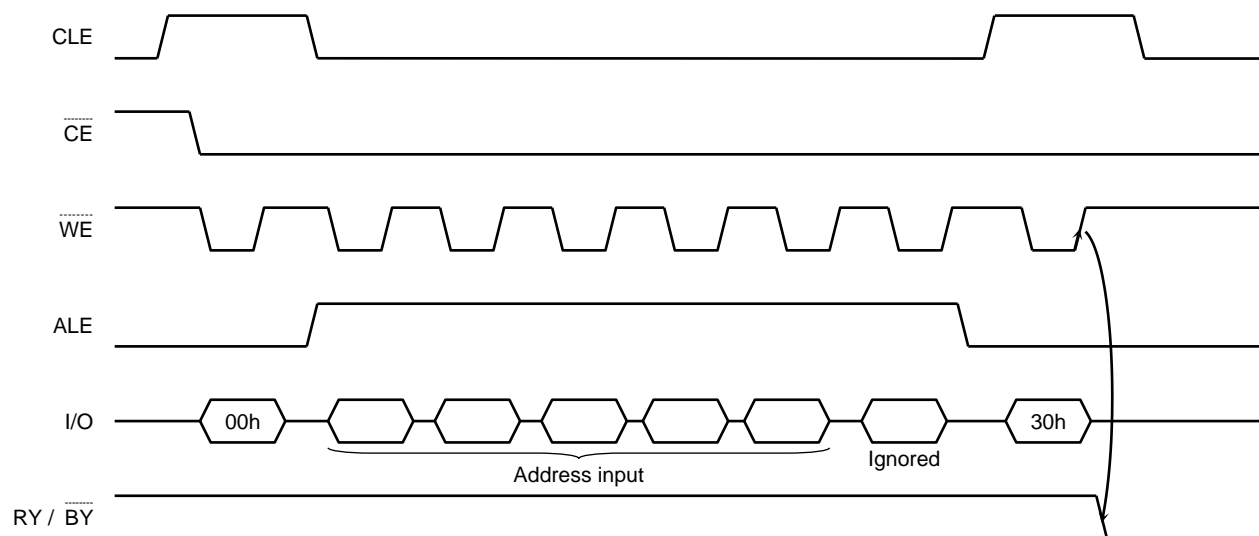 CLE
CE
WE
ALE
I/O
00h
30h
Ignored
Address input
RY / BY